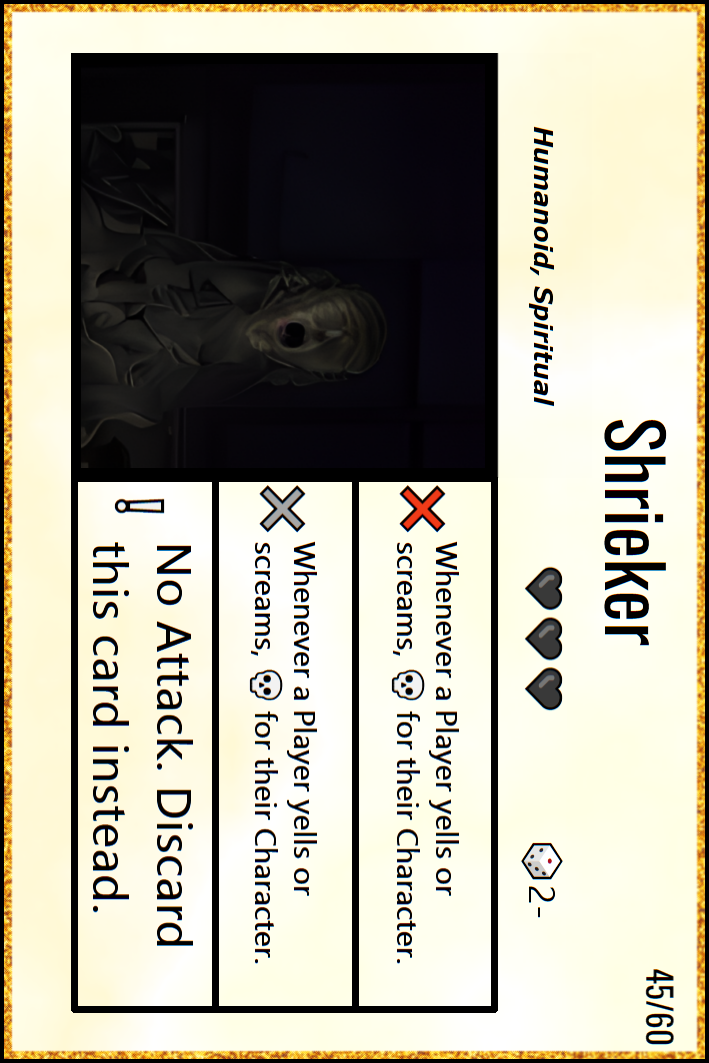 Shrieker
45/60
Humanoid, Spiritual
🖤🖤🖤
🎲2-
❌ Whenever a Player yells or
screams, 💀 for their Character.
✖ Whenever a Player yells or
screams, 💀 for their Character.
! No Attack. Discard
this card instead.